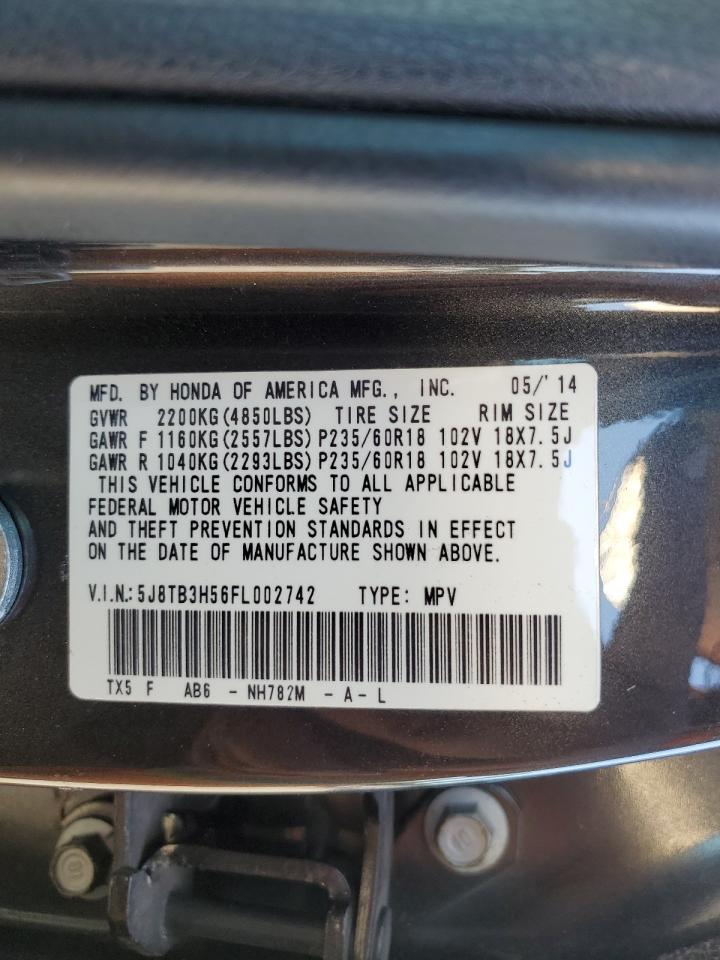 MFD. BY HONDA OF AMERICA MFG., INC. 05/'14
GVWR 2200KG(4850LBS) TIRE SIZE RIM SIZE
GAWR F 1160KG(2557LBS)P235/60R18 102V 18X7.5J
GAWR R 1040KG(2293LBS)P235/60R18 102V 18X7.5J
THIS VEHICLE CONFORMS TO ALL APPLICABLE
FEDERAL MOTOR VEHICLE SAFETY
AND THEFT PREVENTION STANDARDS IN EFFECT
ON THE DATE OF MANUFACTURE SHOWN ABOVE.
V.I.N.:5J8TB3H56FL002742 TYPE: MPV
TX5 F AB6 - NH782M - A - L